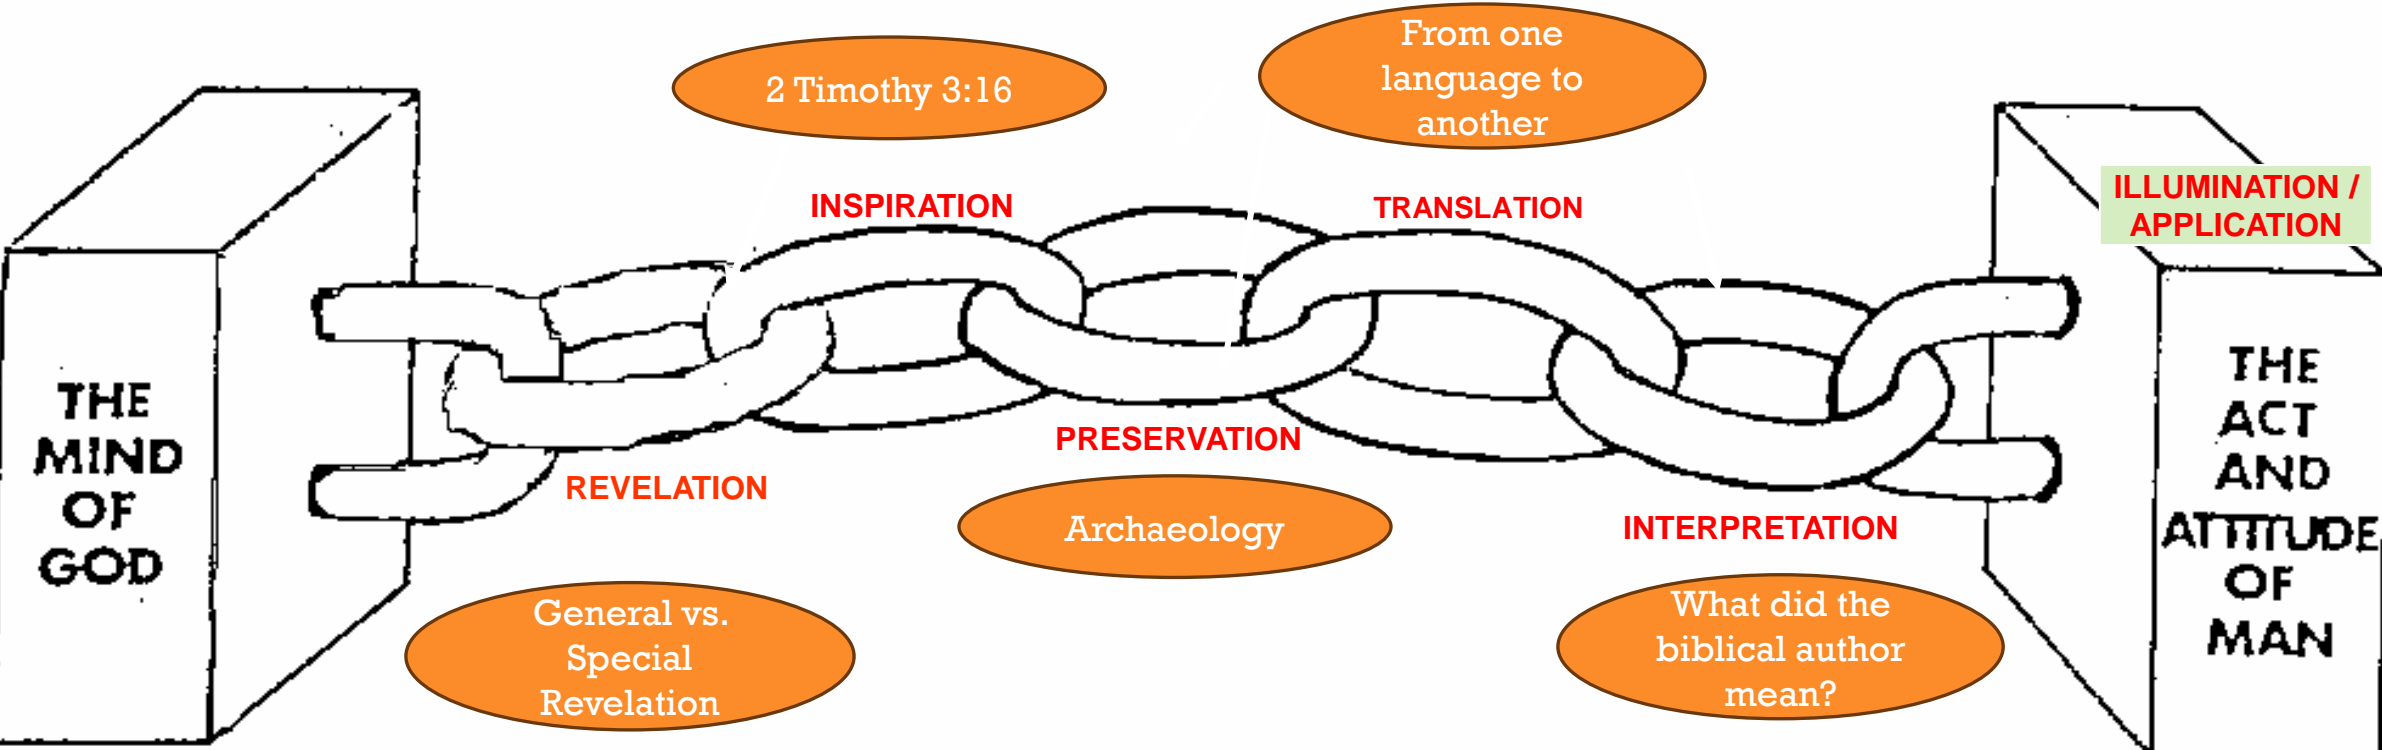 THE
MIND
OF
GOD
General vs.
Special
Revelation
REVELATION
2 Timothy 3:16
INSPIRATION
PRESERVATION
Archaeology
From one
language to
another
TRANSLATION
INTERPRETATION
What did the
biblical author
mean?
ILLUMINATION /
APPLICATION
THE
ACT
AND
ATTITUDE
OF
MAN